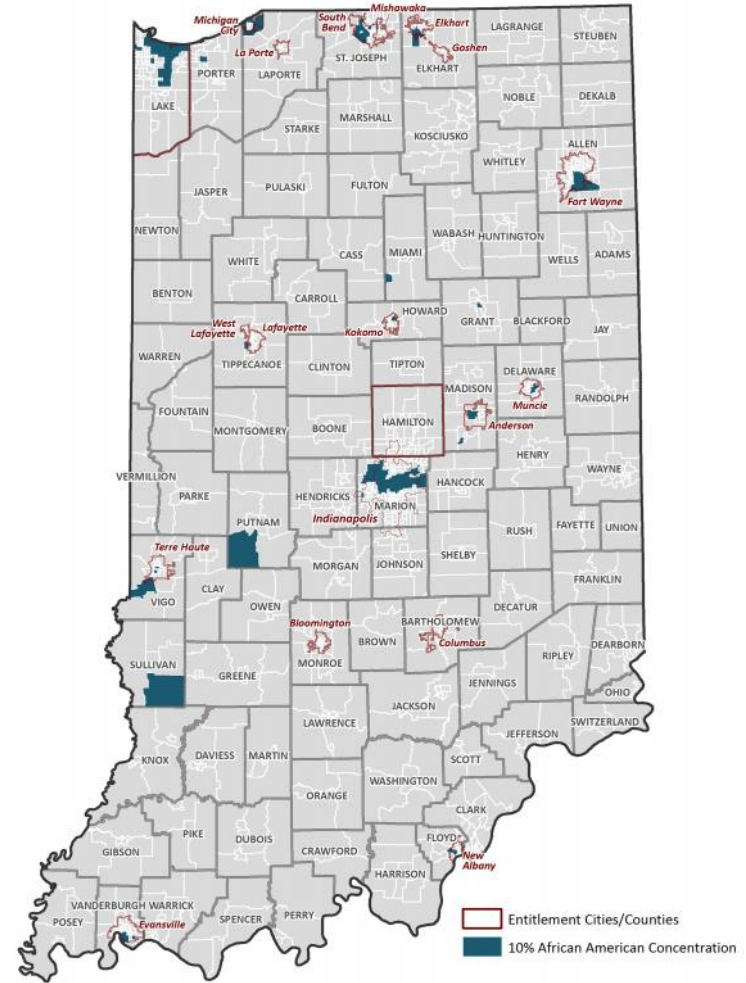 Mishawaka
Michigan
City
South
Bend
Elkhart
LAGRANGE
STEUBEN
La Porte
Goshen
PORTER
LAPORTE
ST. JOSEPH
ELKHART
LAKE
NOBLE
DEKALB
MARSHALL
STARKE
KOSCIUSKO
ALLEN
WHITLEY
JASPER
PULASKI
FULTON
Fort Wayne
NEWTON
WABASH
HUNTINGTON
CASS
MIAMI
WHITE
WELLS
ADAMS
BENTON
CARROLL
HOWARD
GRANT
BLACKFORD
JAY
West
Lafayette
Lafayette
Kokomo
WARREN
TIPPECANOE
CLINTON
TIPTON
DELAWARE
MADISON
RANDOLPH
Muncie
FOUNTAIN
MONTGOMERY
BOONE
HAMILTON
Anderson
HENRY
WAYNE
VERMILLION
PARKE
HENDRICKS
HANCOCK
MARION
Indianapolis
PUTNAM
RUSH
FAYETTE
UNION
Terre Haute
MORGAN
JOHNSON
SHELBY
FRANKLIN
VIGO
CLAY
OWEN
DECATUR
Bloomington
BARTHOLOMEW
BROWN
Columbus
DEARBORN
RIPLEY
SULLIVAN
MONROE
GREENE
JENNINGS
OHIO
JACKSON
SWITZERLAND
LAWRENCE
JEFFERSON
KNOX
DAVIESS
MARTIN
SCOTT
WASHINGTON
ORANGE
CLARK
PIKE
DUBOIS
FLOYD
GIBSON
CRAWFORD
New
Albany
HARRISON
VANDERBURGH
WARRICK
POSEY
SPENCER
PERRY
Evansville
Entitlement Cities/Counties
10% African American Concentration